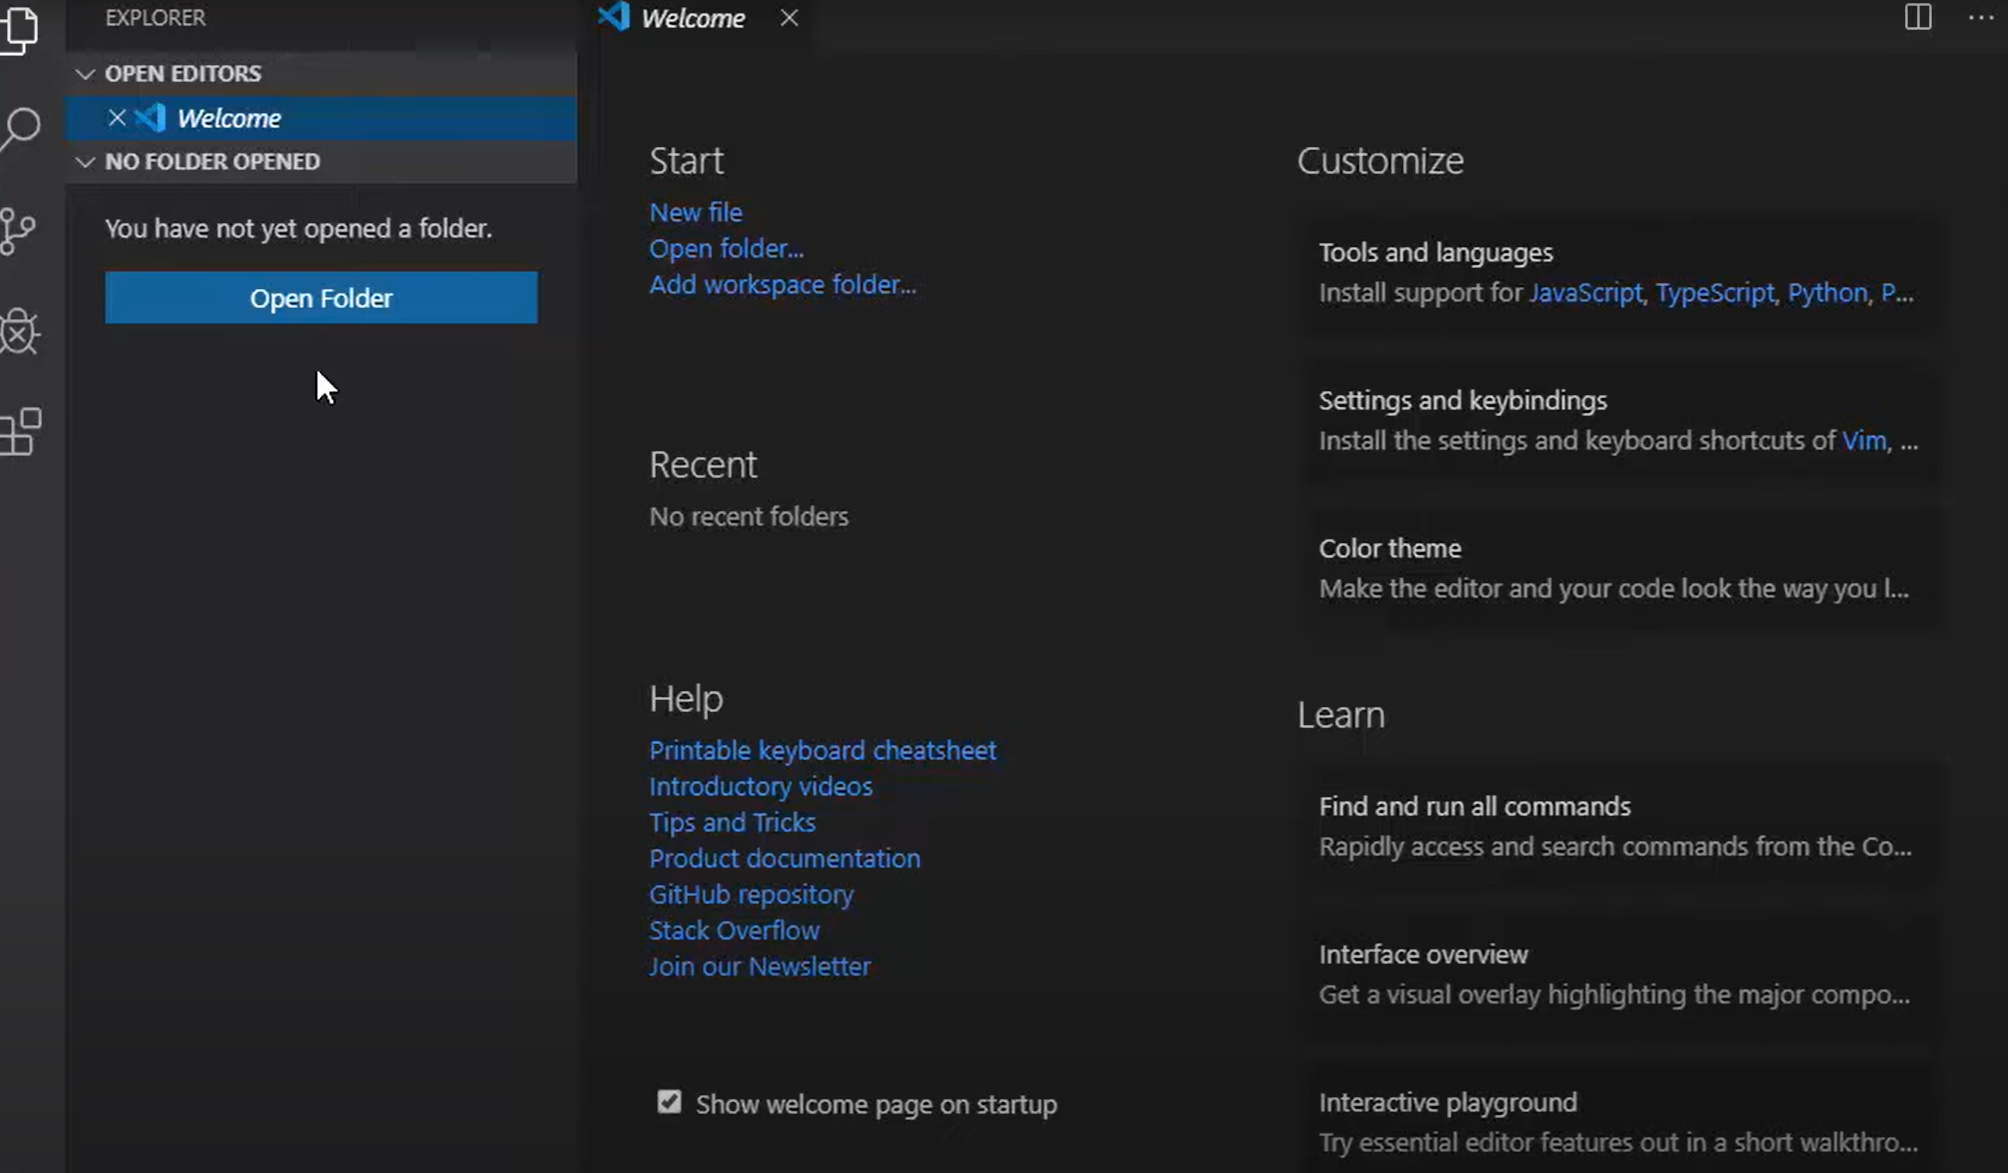 EXPLORER
OPEN EDITORS
Welcome
NO FOLDER OPENED
You have not yet opened a folder.
Open Folder
Welcome
Start
New file
Open folder...
Add workspace folder...
Recent
No recent folders
Help
Printable keyboard cheatsheet
Introductory videos
Tips and Tricks
Product documentation
GitHub repository
Stack Overflow
Join our Newsletter
Show welcome page on startup
Customize
Tools and languages
Install support for JavaScript, TypeScript, Python, P...
Settings and keybindings
Install the settings and keyboard shortcuts of Vim, ...
Color theme
Make the editor and your code look the way you l...
Learn
Find and run all commands
Rapidly access and search commands from the Co...
Interface overview
Get a visual overlay highlighting the major compo...
Interactive playground
Try essential editor features out in a short walkthro...